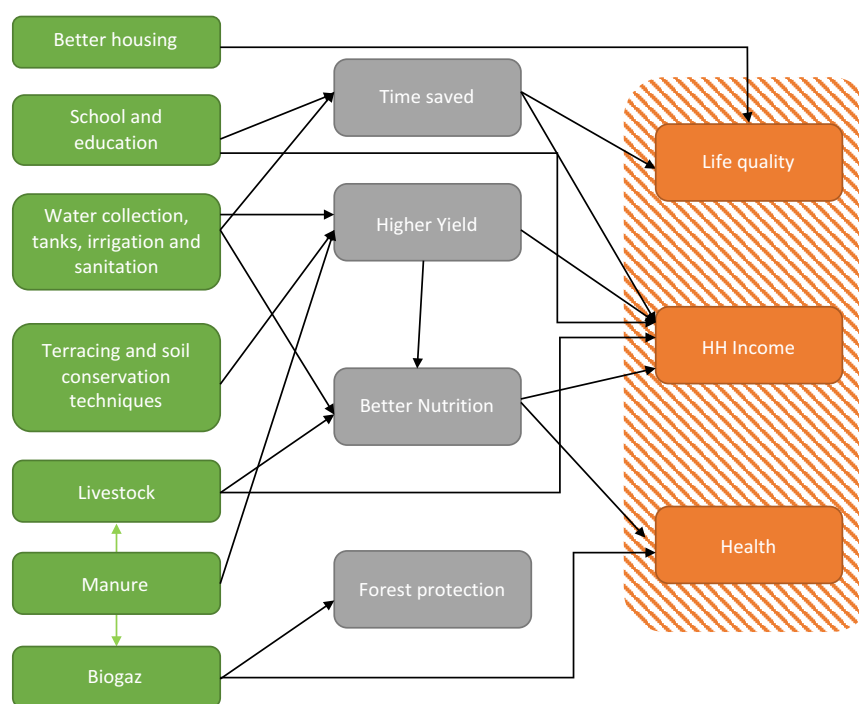 Better housing
School and
education
Water collection,
tanks, irrigation and
sanitation
Terracing and soil
conservation
techniques
Livestock
Manure
Biogaz
Time saved
Higher Yield
Better Nutrition
Forest protection
Life quality
HH Income
Health